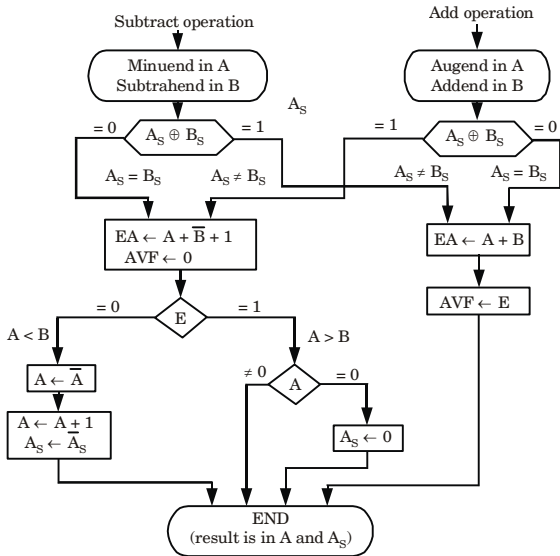 Subtract operation
Add operation
Minuend in A
Subtrahend in B
Augend in A
Addend in B
A_S
= 0
A_S ⊕ B_S
= 1
= 1
A_S ⊕ B_S
= 0
A_S = B_S
A_S ≠ B_S
A_S ≠ B_S
A_S = B_S
EA ← A + B̅ + 1
AVF ← 0
EA ← A + B
= 0
E
= 1
AVF ← E
A < B
A > B
A ← A̅
≠ 0
A
= 0
A ← A + 1
A_S ← A̅_S
A_S ← 0
END
(result is in A and A_S)